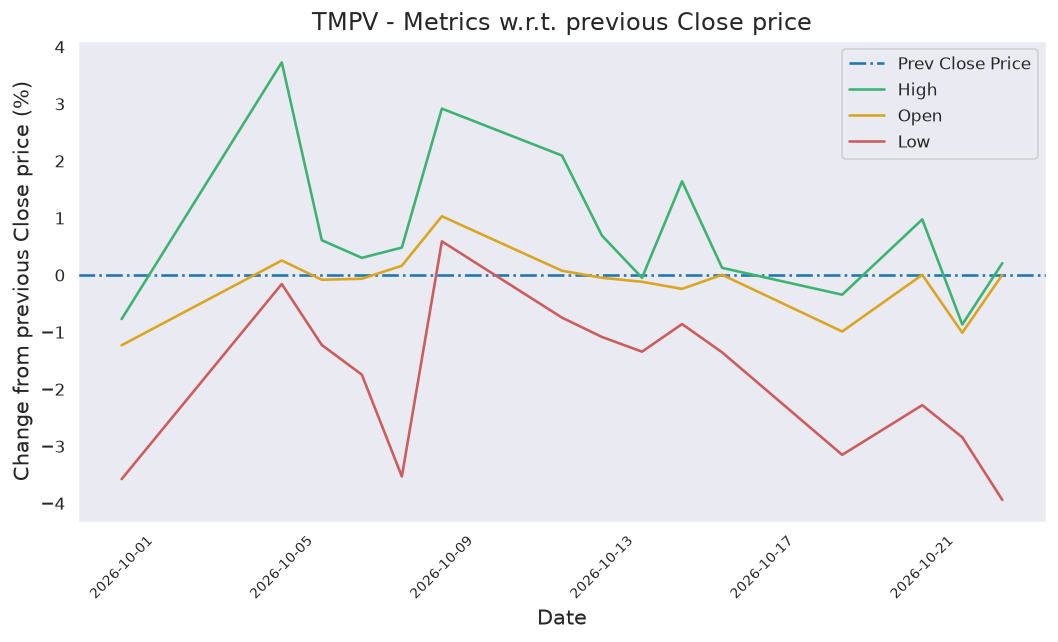 TMPV - Metrics w.r.t. previous Close price
Change from previous Close price (%)
4
3
2
1
0
−1
−2
−3
−4
Prev Close Price
High
Open
Low
2026-10-01
2026-10-05
2026-10-09
2026-10-13
2026-10-17
2026-10-21
Date